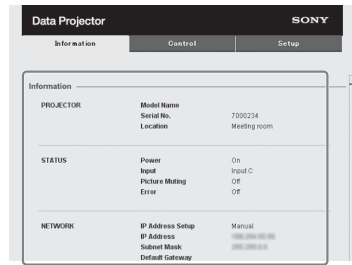 Data Projector SONY
Information Control Setup
Information
PROJECTOR Model Name
Serial No. 7000234
Location Meeting room
STATUS Power On
Input Input C
Picture Muting Off
Error Off
NETWORK IP Address Setup Manual
IP Address
Subnet Mask
Default Gateway